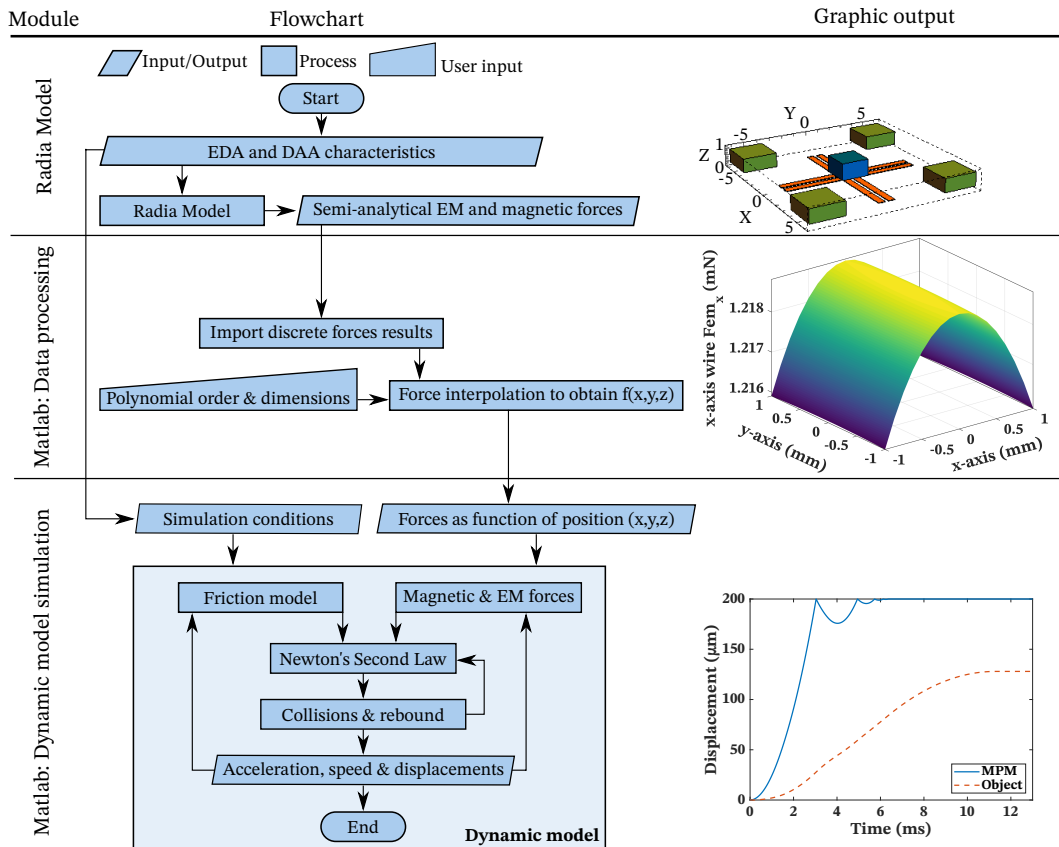 Module
Flowchart
Graphic output
Radia Model
Input/Output
Process
User input
Start
EDA and DAA characteristics
Radia Model
Semi-analytical EM and magnetic forces
Y
-5
0
5
1
Z
0
-5
0
X
5
Matlab: Data processing
Import discrete forces results
Polynomial order & dimensions
Force interpolation to obtain f(x,y,z)
x-axis wire Fem_x (mN)
1.218
1.217
1.216
1
0.5
0
-0.5
-1
y-axis (mm)
-1
-0.5
0
0.5
1
x-axis (mm)
Matlab: Dynamic model simulation
Simulation conditions
Forces as function of position (x,y,z)
Friction model
Magnetic & EM forces
Newton's Second Law
Collisions & rebound
Acceleration, speed & displacements
End
Dynamic model
Displacement (μm)
200
150
100
50
0
0
2
4
6
8
10
12
Time (ms)
MPM
Object